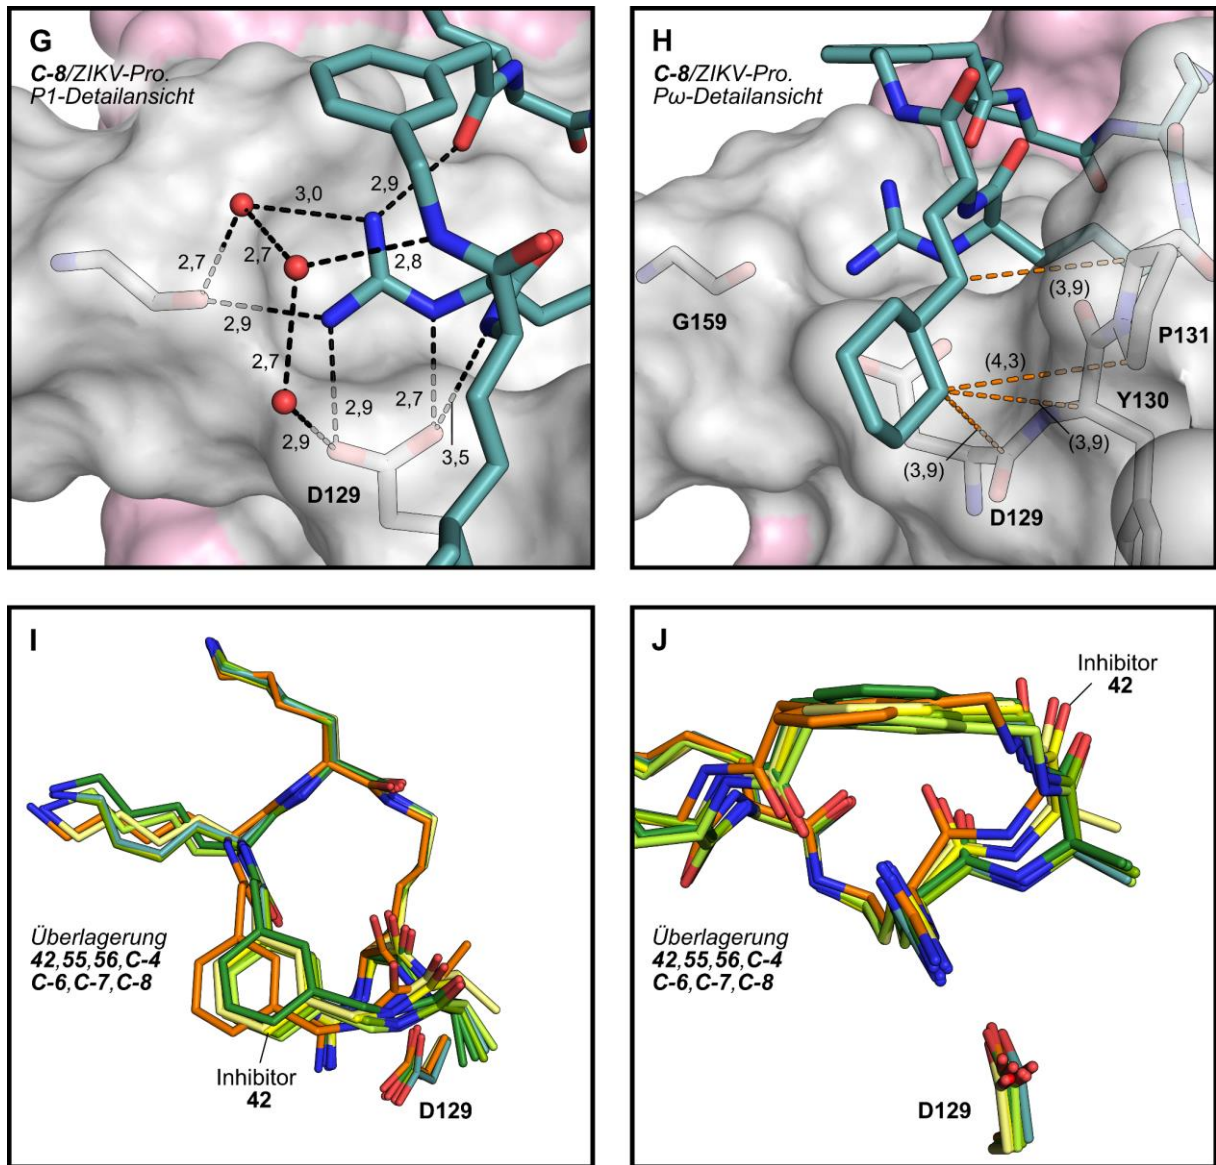 G
C-8/ZIKV-Pro.
P1-Detailansicht
3,0
2,9
2,7
2,7
2,8
2,9
2,7
2,9
2,7
2,9
3,5
D129
H
C-8/ZIKV-Pro.
Pω-Detailansicht
G159
(3,9)
P131
(4,3)
Y130
(3,9)
(3,9)
D129
I
Überlagerung
42,55,56,C-4
C-6,C-7,C-8
Inhibitor
42
D129
J
Inhibitor
42
Überlagerung
42,55,56,C-4
C-6,C-7,C-8
D129